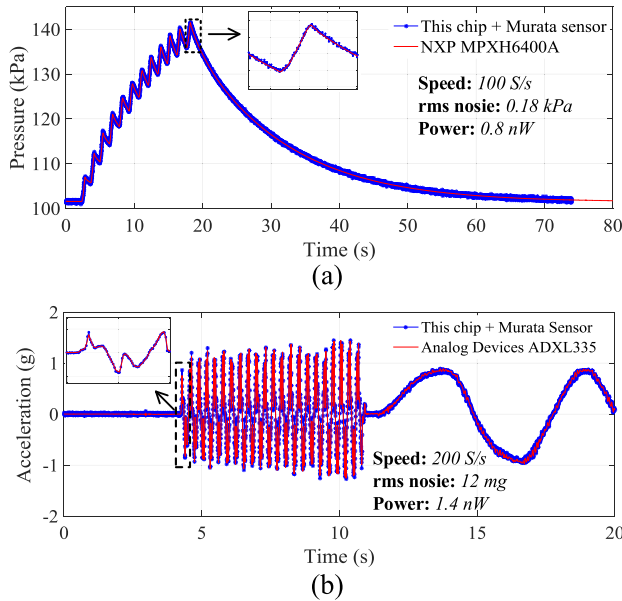 140
130
120
110
100
Pressure (kPa)
This chip + Murata sensor
NXP MPXH6400A
Speed: 100 S/s
rms nosie: 0.18 kPa
Power: 0.8 nW
0 10 20 30 40 50 60 70 80
Time (s)
(a)
2
1
0
-1
-2
Acceleration (g)
This chip + Murata Sensor
Analog Devices ADXL335
Speed: 200 S/s
rms nosie: 12 mg
Power: 1.4 nW
0 5 10 15 20
Time (s)
(b)